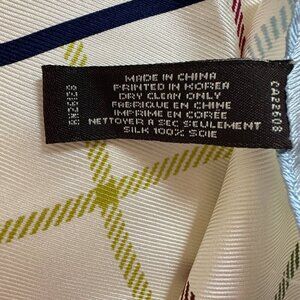 MADE IN CHINA
PRINTED IN KOREA
DRY CLEAN ONLY
FABRIQUE EN CHINE
IMPRIME EN CORÉE
NETTOYER A SEC SEULEMENT
SILK 100% SOIE
CA22608